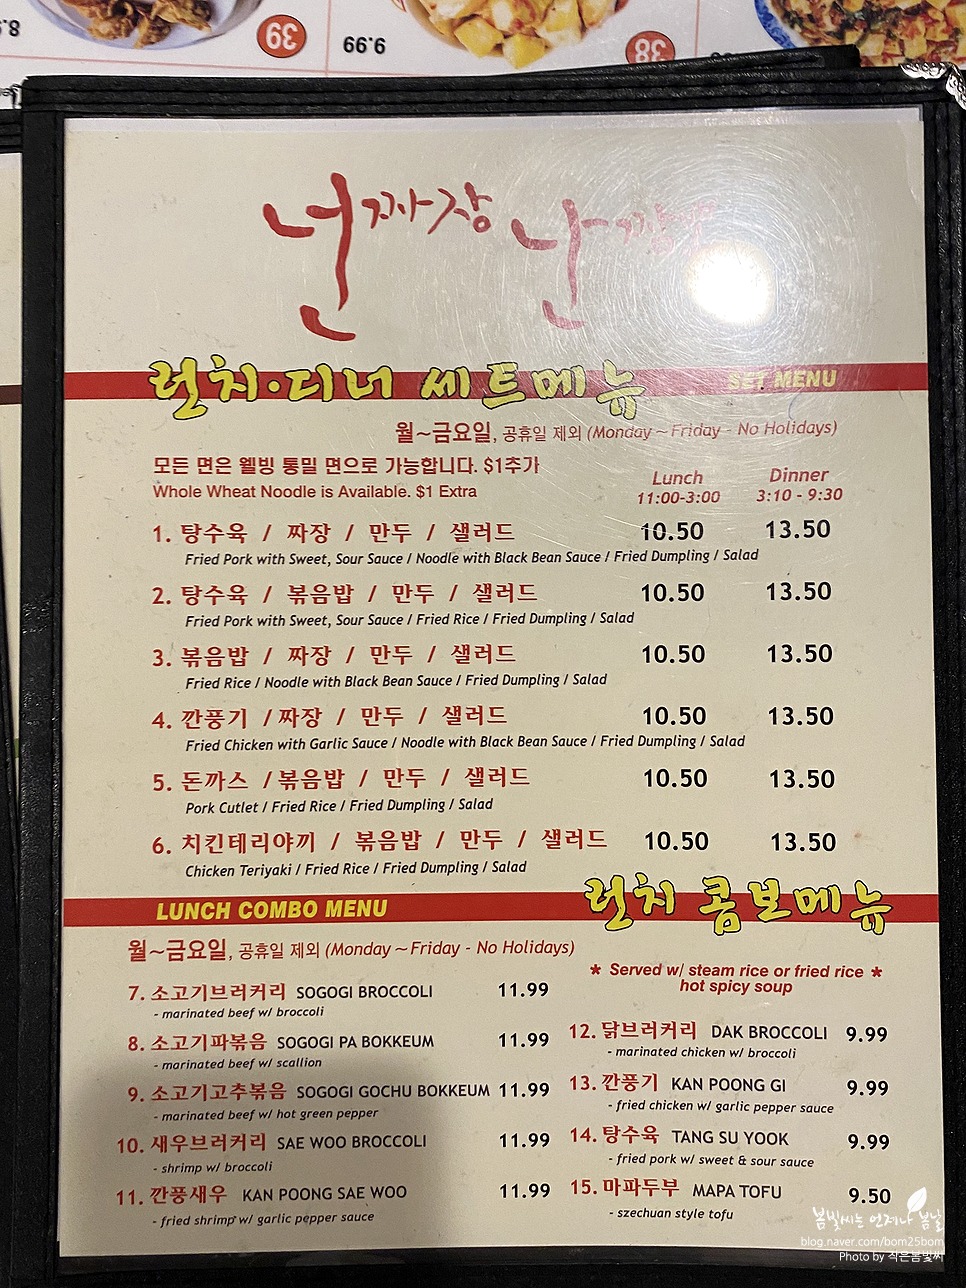 39
9.99
38
넌짜장 난짬뽕
런치·디너 세트메뉴 SET MENU
월~금요일, 공휴일 제외 (Monday ~ Friday - No Holidays)
모든 면은 웰빙 통밀 면으로 가능합니다. $1추가
Whole Wheat Noodle is Available. $1 Extra
Lunch Dinner
11:00-3:00 3:10 - 9:30
1. 탕수육 / 짜장 / 만두 / 샐러드 10.50 13.50
Fried Pork with Sweet, Sour Sauce / Noodle with Black Bean Sauce / Fried Dumpling / Salad
2. 탕수육 / 볶음밥 / 만두 / 샐러드 10.50 13.50
Fried Pork with Sweet, Sour Sauce / Fried Rice / Fried Dumpling / Salad
3. 볶음밥 / 짜장 / 만두 / 샐러드 10.50 13.50
Fried Rice / Noodle with Black Bean Sauce / Fried Dumpling / Salad
4. 깐풍기 / 짜장 / 만두 / 샐러드 10.50 13.50
Fried Chicken with Garlic Sauce / Noodle with Black Bean Sauce / Fried Dumpling / Salad
5. 돈까스 / 볶음밥 / 만두 / 샐러드 10.50 13.50
Pork Cutlet / Fried Rice / Fried Dumpling / Salad
6. 치킨테리야끼 / 볶음밥 / 만두 / 샐러드 10.50 13.50
Chicken Teriyaki / Fried Rice / Fried Dumpling / Salad
LUNCH COMBO MENU 런치 콤보메뉴
월~금요일, 공휴일 제외 (Monday ~ Friday - No Holidays)
* Served w/ steam rice or fried rice *
hot spicy soup
7. 소고기브러커리 SOGOGI BROCCOLI 11.99
- marinated beef w/ broccoli
8. 소고기파볶음 SOGOGI PA BOKKEUM 11.99
- marinated beef w/ scallion
9. 소고기고추볶음 SOGOGI GOCHU BOKKEUM 11.99
- marinated beef w/ hot green pepper
10. 새우브러커리 SAE WOO BROCCOLI 11.99
- shrimp w/ broccoli
11. 깐풍새우 KAN POONG SAE WOO 11.99
- fried shrimp w/ garlic pepper sauce
12. 닭브러커리 DAK BROCCOLI 9.99
- marinated chicken w/ broccoli
13. 깐풍기 KAN POONG GI 9.99
- fried chicken w/ garlic pepper sauce
14. 탕수육 TANG SU YOOK 9.99
- fried pork w/ sweet & sour sauce
15. 마파두부 MAPA TOFU 9.50
- szechuan style tofu
봄빛씨는 언제나 봄날
blog.naver.com/bom25bom
Photo by 작은봄빛씨